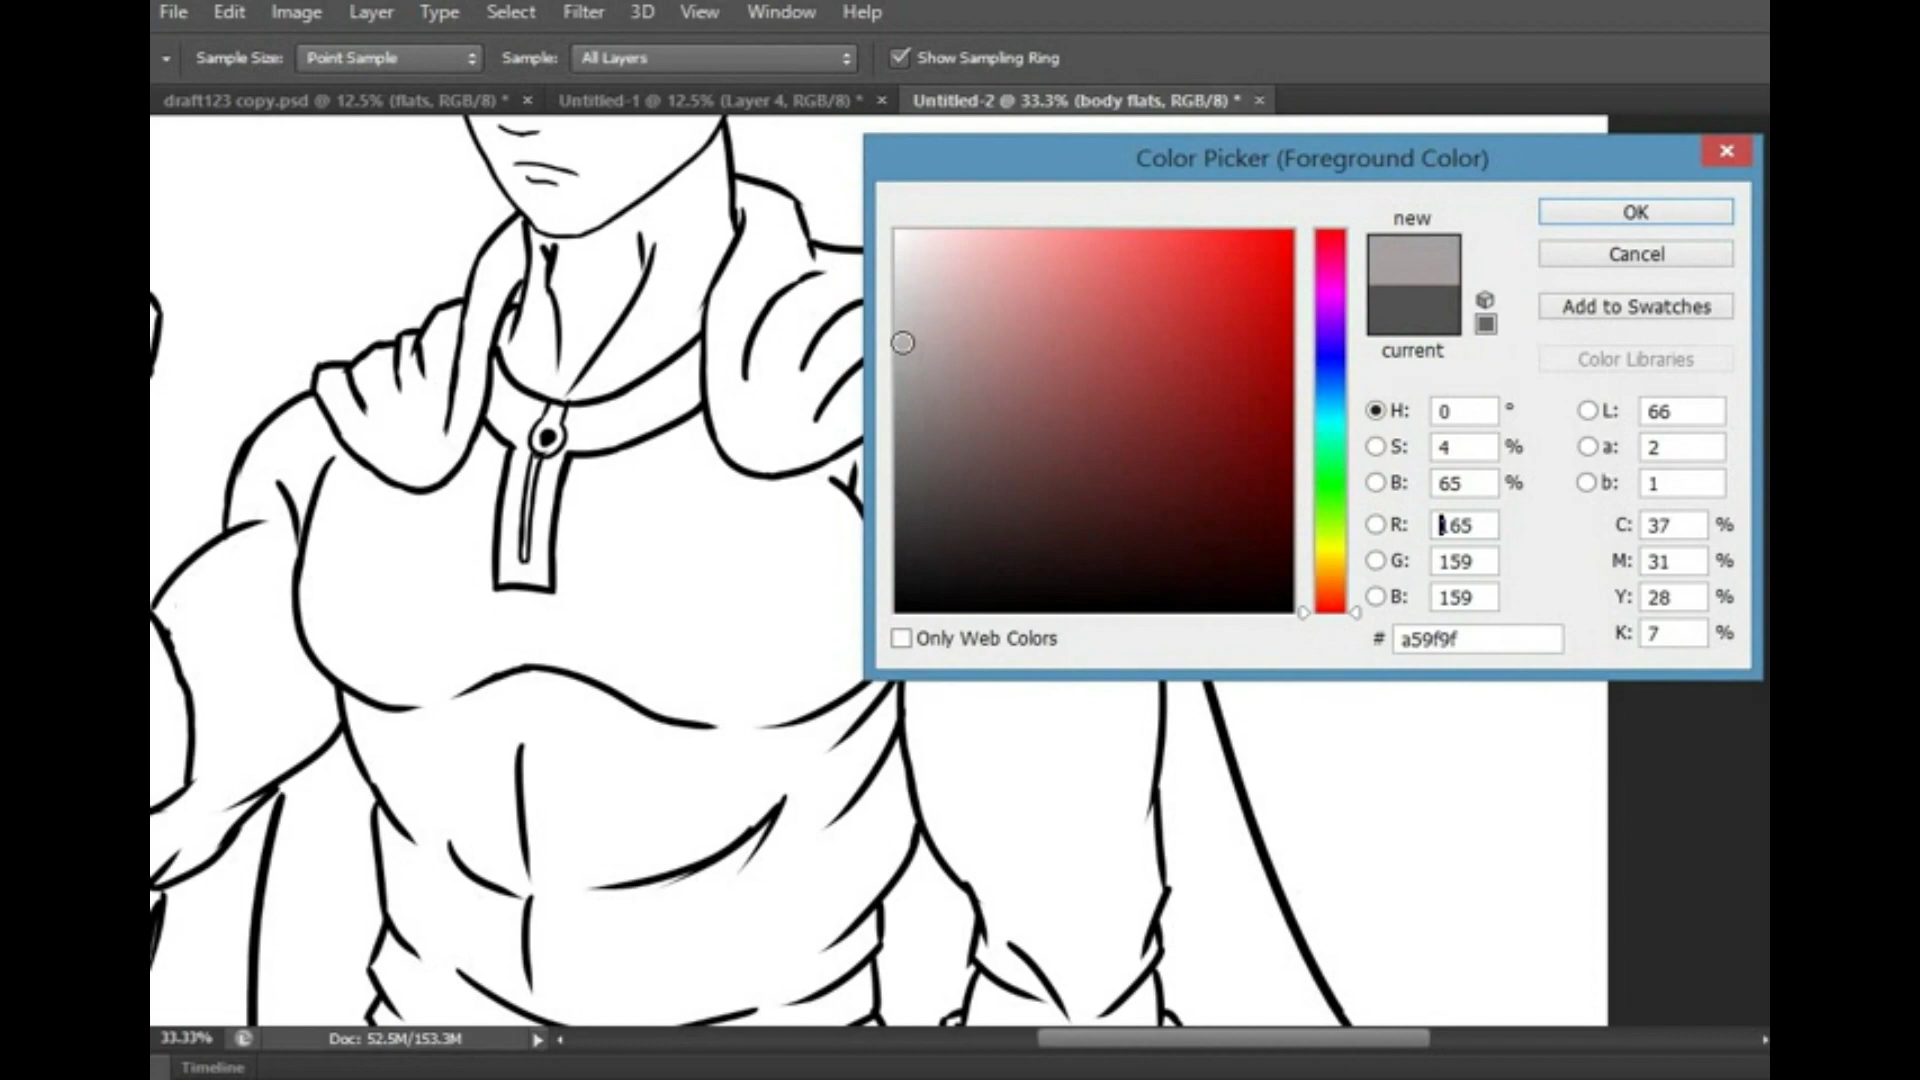 File Edit Image Layer Type Select Filter 3D View Window Help
Sample Size: Point Sample Sample: All Layers Show Sampling Ring
draft123 copy.psd @ 12.5% (flats, RGB/8) * × Untitled-1 @ 12.5% (Layer 4, RGB/8) * × Untitled-2 @ 33.3% (body flats, RGB/8) * ×
Color Picker (Foreground Color)
new
OK
Cancel
Add to Swatches
current
Color Libraries
H: 0 ° L: 66
S: 4 % a: 2
B: 65 % b: 1
R: 165 C: 37 %
G: 159 M: 31 %
B: 159 Y: 28 %
Only Web Colors # a59f9f K: 7 %
33.33% Doc: 52.5M/153.3M
Timeline